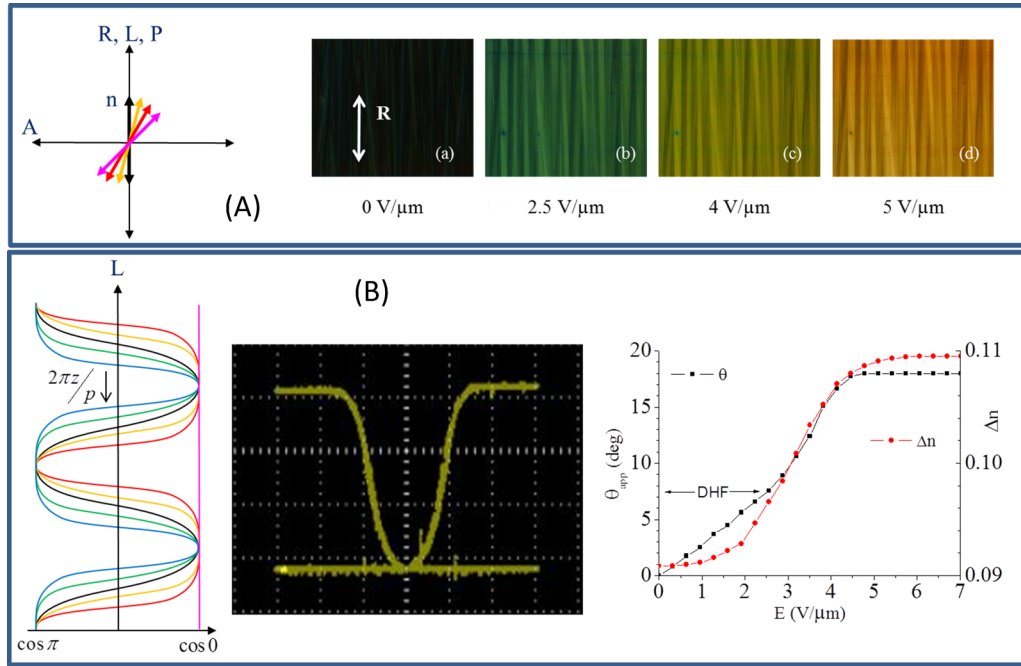 R, L, P
n
A
(A)
R
(a)
(b)
(c)
(d)
0 V/µm
2.5 V/µm
4 V/µm
5 V/µm
(B)
L
2πz/p
cos π
cos 0
20
15
10
5
0
θapp (deg)
θ
Δn
DHF
0 1 2 3 4 5 6 7
E (V/µm)
0.11
0.10
0.09
Δn